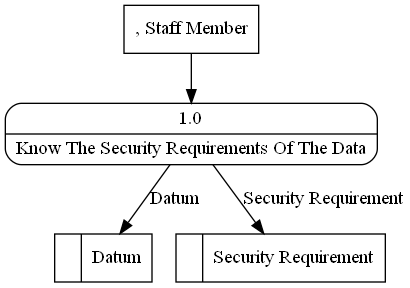 , Staff Member
1.0
Know The Security Requirements Of The Data
Datum
Security Requirement
Datum
Security Requirement